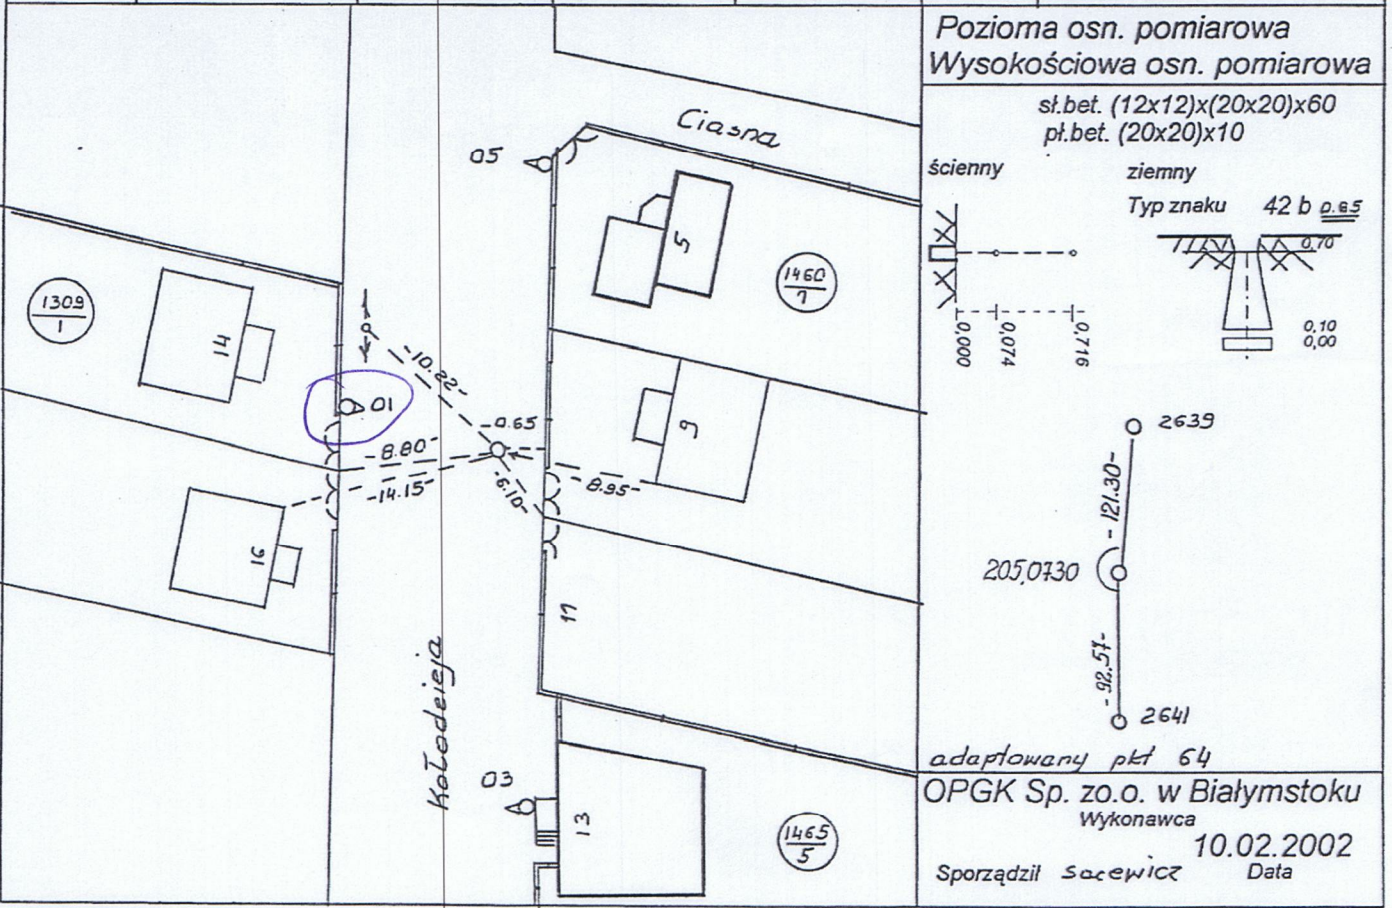 Pozioma osn. pomiarowa
Wysokościowa osn. pomiarowa
sł.bet. (12x12)x(20x20)x60
pł.bet. (20x20)x10
ścienny
ziemny
Typ znaku 42 b 0.65
0,70
0,10
0,00
0,000
0,074
0,716
2639
-121.30-
205,0730
-92.57-
2641
adaptowany pkt 64
OPGK Sp. zo.o. w Białymstoku
Wykonawca
10.02.2002
Sporządził Sacewicz Data
Ciasna
05
5
1460
1
1309
1
14
01
-10.22-
-0.65
-8.80-
-14.15-
-6.10-
-8.95-
9
16
11
Kołodzieja
03
13
1465
5